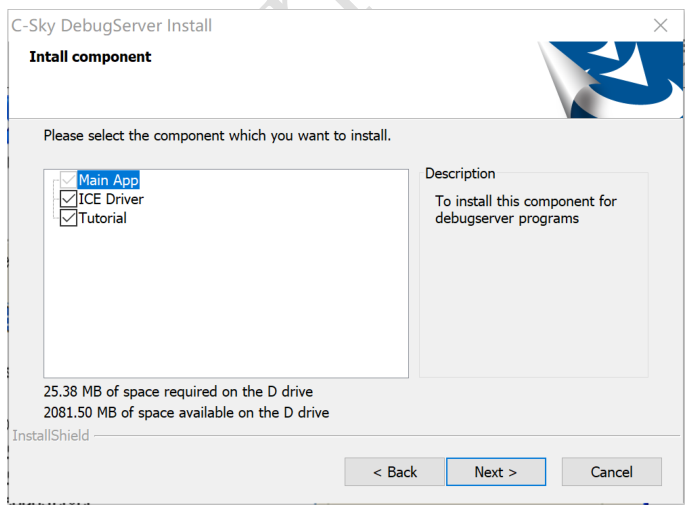 C-Sky DebugServer Install
Intall component
Please select the component which you want to install.
Main App
ICE Driver
Tutorial
Description
To install this component for
debugserver programs
25.38 MB of space required on the D drive
2081.50 MB of space available on the D drive
InstallShield
< Back
Next >
Cancel